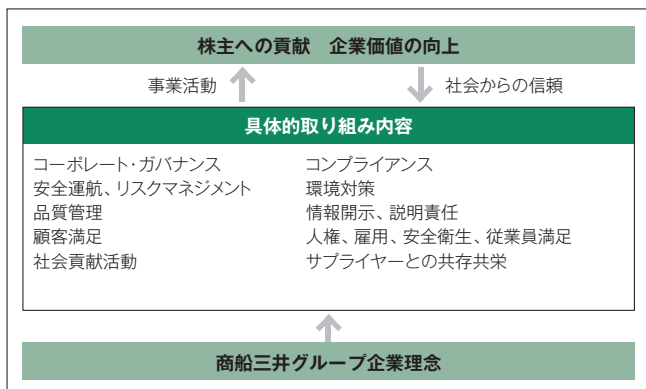 株主への貢献　企業価値の向上
事業活動
社会からの信頼
具体的取り組み内容
コーポレート・ガバナンス
安全運航、リスクマネジメント
品質管理
顧客満足
社会貢献活動
コンプライアンス
環境対策
情報開示、説明責任
人権、雇用、安全衛生、従業員満足
サプライヤーとの共存共栄
商船三井グループ企業理念